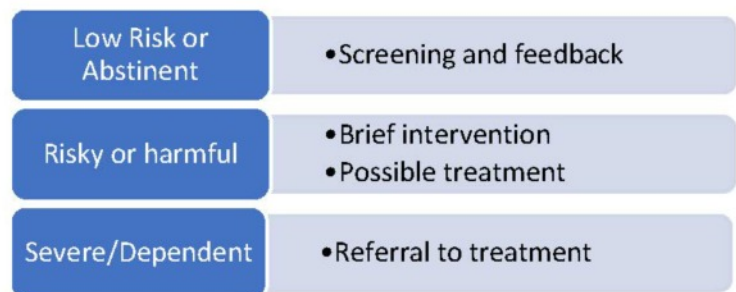 Low Risk or
Abstinent
•Screening and feedback
Risky or harmful
•Brief intervention
•Possible treatment
Severe/Dependent
•Referral to treatment